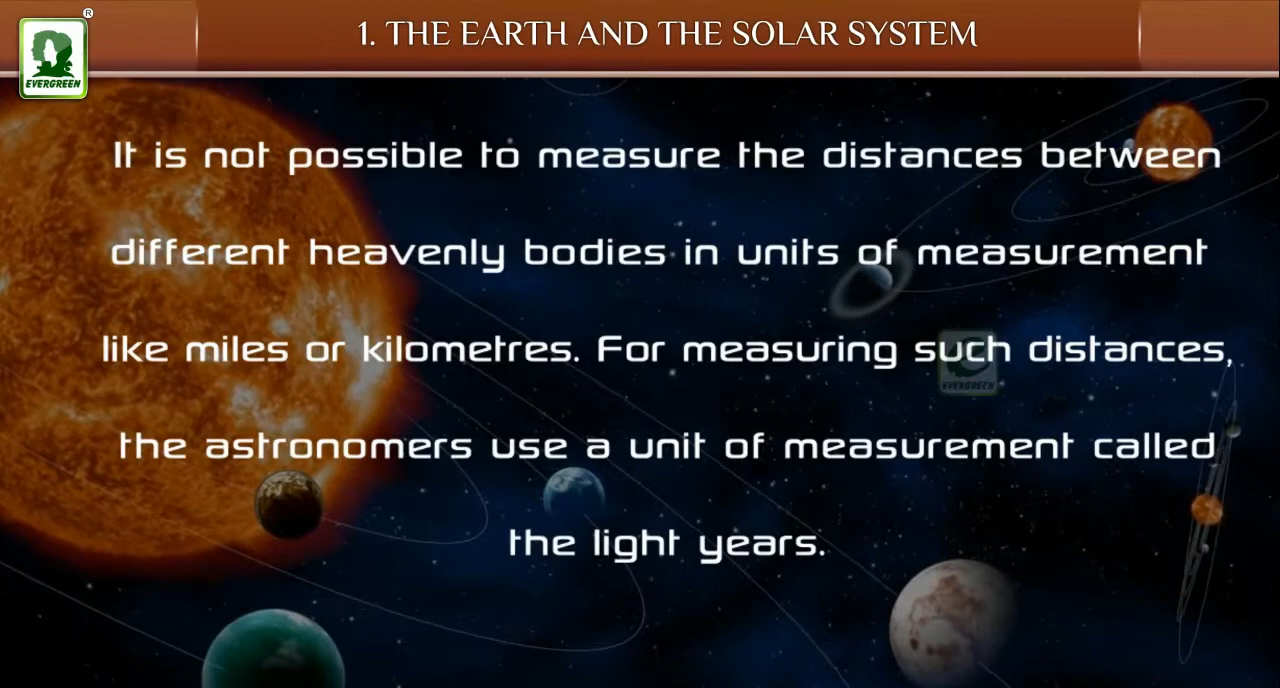 ®
1. THE EARTH AND THE SOLAR SYSTEM
EVERGREEN
It is not possible to measure the distances between
different heavenly bodies in units of measurement
like miles or kilometres. For measuring such distances,
EVERGREEN
the astronomers use a unit of measurement called
the light years.